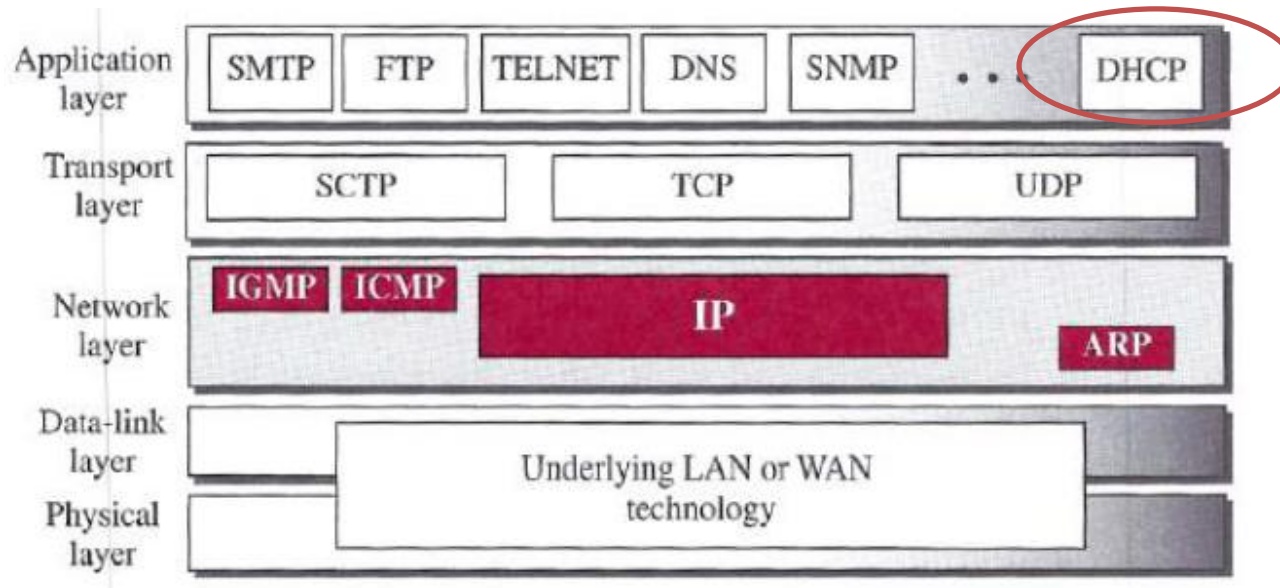 Application
layer
SMTP FTP TELNET DNS SNMP • • • DHCP
Transport
layer
SCTP TCP UDP
Network
layer
IGMP ICMP IP ARP
Data-link
layer
Physical
layer
Underlying LAN or WAN
technology